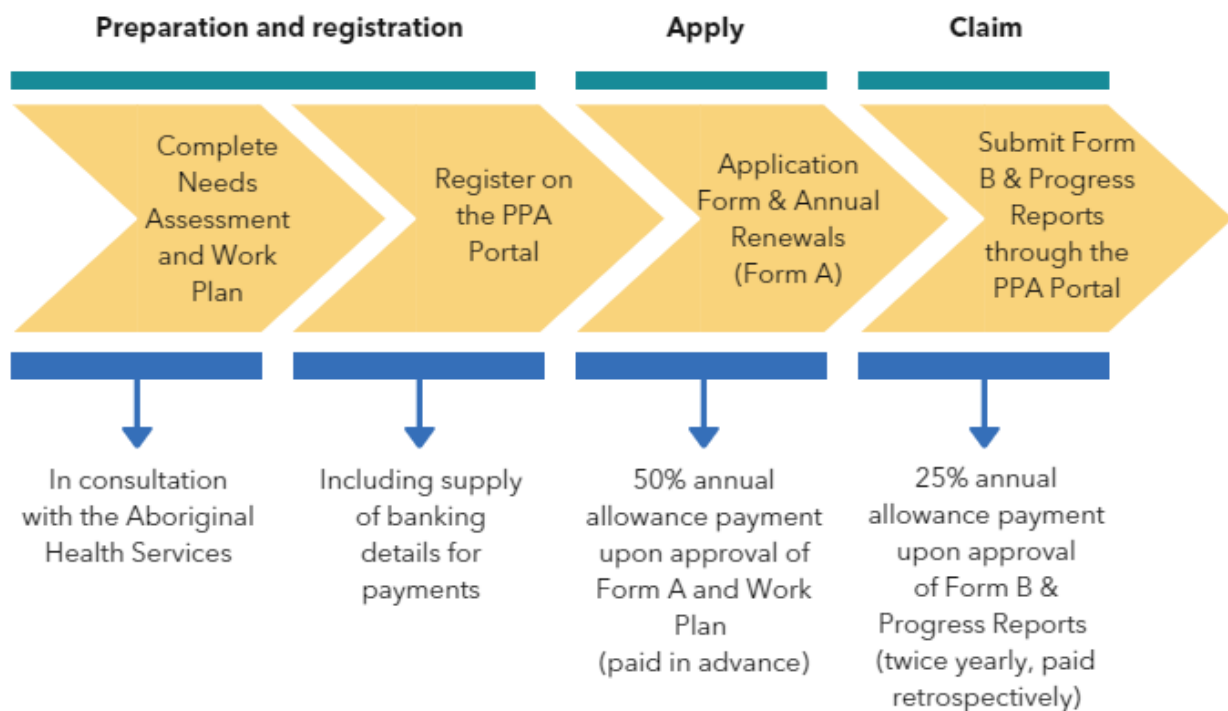 Preparation and registration
Apply
Claim
Complete
Needs
Assessment
and Work
Plan
Register on
the PPA
Portal
Application
Form & Annual
Renewals
(Form A)
Submit Form
B & Progress
Reports
through the
PPA Portal
In consultation
with the Aboriginal
Health Services
Including supply
of banking
details for
payments
50% annual
allowance payment
upon approval of
Form A and Work
Plan
(paid in advance)
25% annual
allowance payment
upon approval
of Form B &
Progress Reports
(twice yearly, paid
retrospectively)